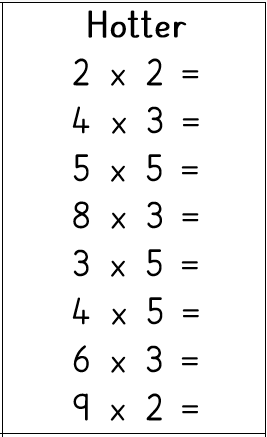 Hotter
2 x 2 =
4 x 3 =
5 x 5 =
8 x 3 =
3 x 5 =
4 x 5 =
6 x 3 =
9 x 2 =